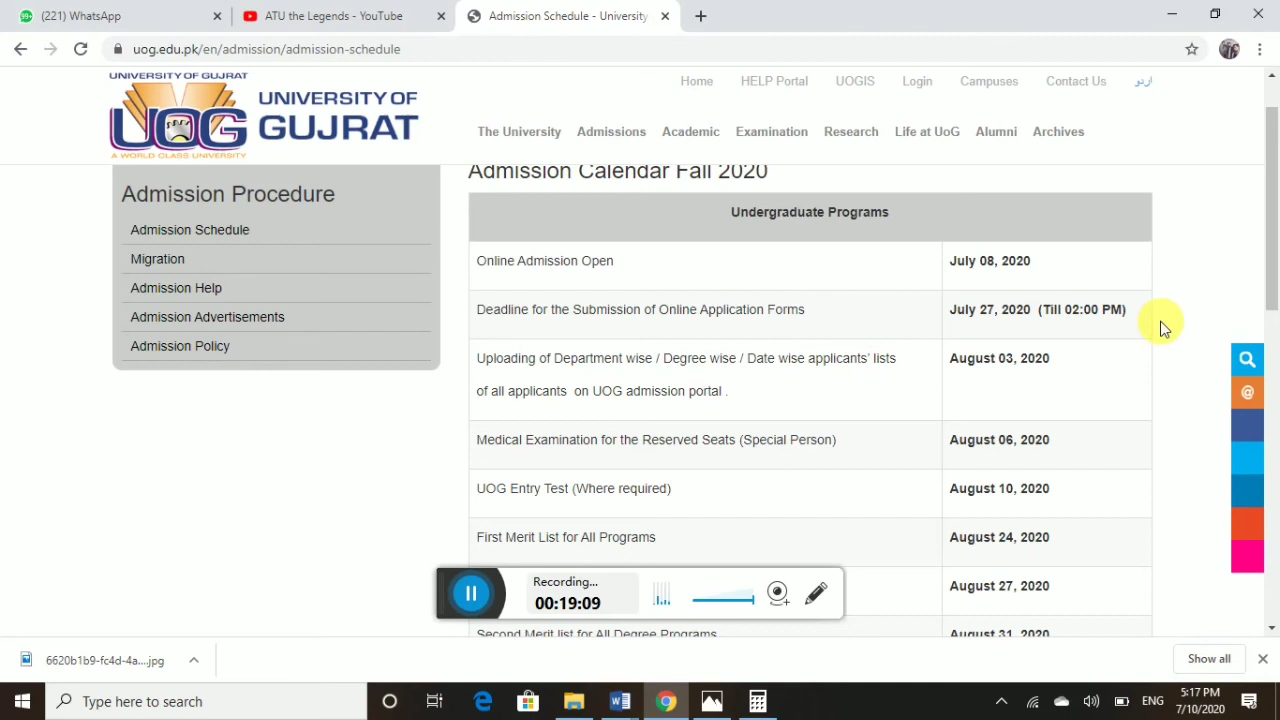 99+ (221) WhatsApp
ATU the Legends - YouTube
Admission Schedule - University
uog.edu.pk/en/admission/admission-schedule
UNIVERSITY OF GUJRAT
UOG
A WORLD CLASS UNIVERSITY
UNIVERSITY OF
GUJRAT
Home HELP Portal UOGIS Login Campuses Contact Us اردو
The University Admissions Academic Examination Research Life at UoG Alumni Archives
Admission Procedure
Admission Schedule
Migration
Admission Help
Admission Advertisements
Admission Policy
Admission Calendar Fall 2020
Undergraduate Programs
Online Admission Open July 08, 2020
Deadline for the Submission of Online Application Forms July 27, 2020 (Till 02:00 PM)
Uploading of Department wise / Degree wise / Date wise applicants' lists August 03, 2020
of all applicants on UOG admission portal .
Medical Examination for the Reserved Seats (Special Person) August 06, 2020
UOG Entry Test (Where required) August 10, 2020
First Merit List for All Programs August 24, 2020
August 27, 2020
Second Merit list for All Degree Programs August 31, 2020
@
Recording...
00:19:09
6620b1b9-fc4d-4a....jpg
Show all
Type here to search
ENG
5:17 PM
7/10/2020